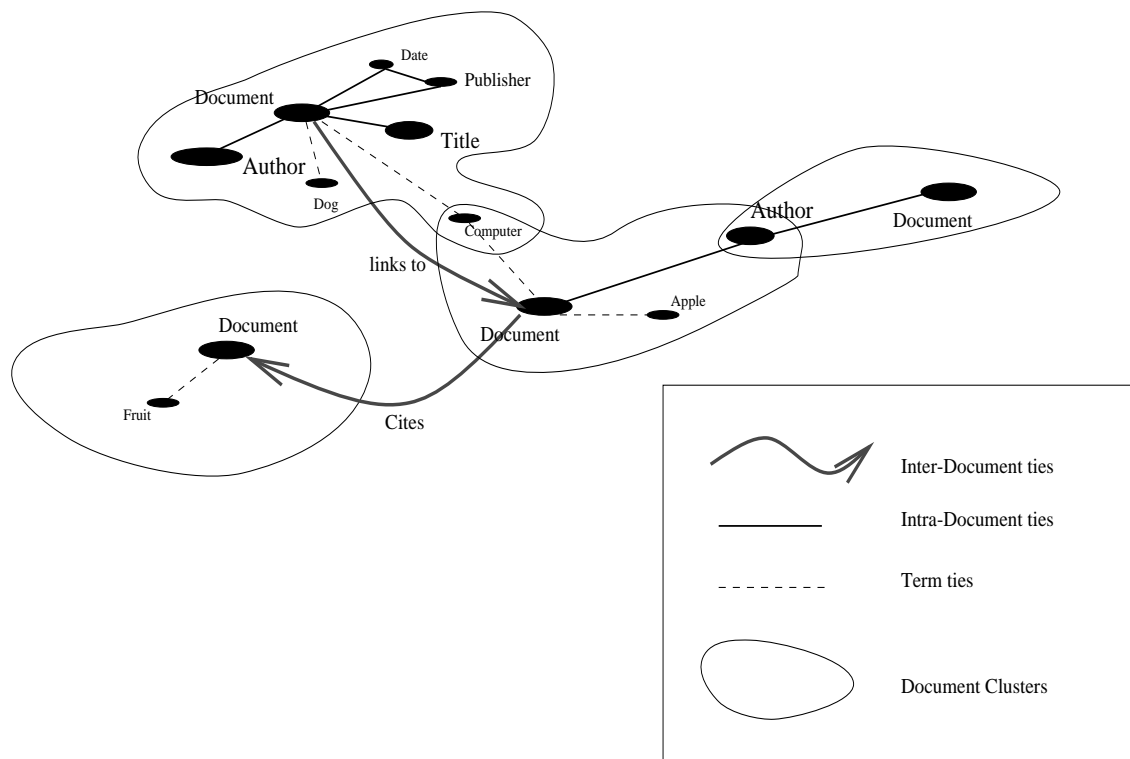 Date
Publisher
Document
Title
Author
Dog
Computer
Author
Document
links to
Apple
Document
Document
Fruit
Cites
Inter-Document ties
Intra-Document ties
Term ties
Document Clusters